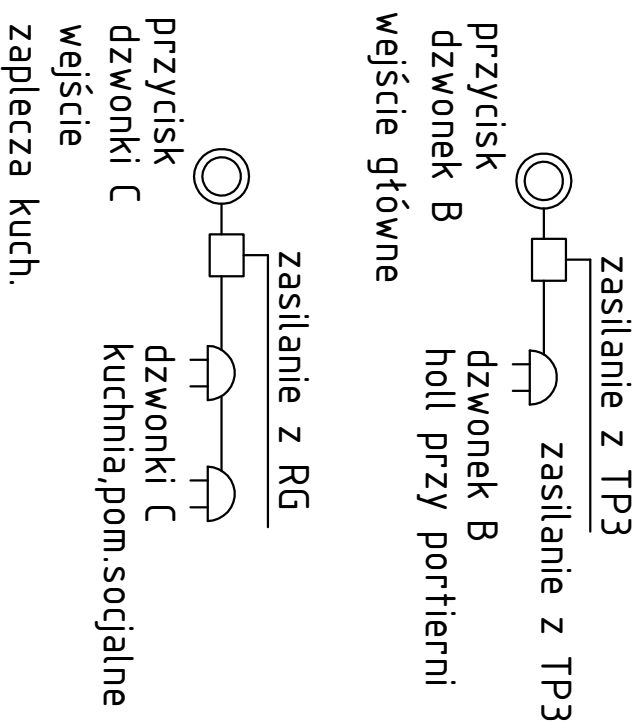 zasilanie z TP3
zasilanie z TP3
przycisk
dzwonek B
wejście główne
dzwonek B
holl przy portierni
zasilanie z RG
przycisk
dzwonki C
wejście
zaplecza kuch.
dzwonki C
kuchnia,pom.socjalne